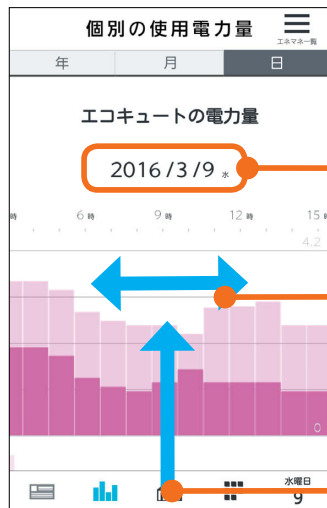 個別の使用電力量
エネマネ一覧
年 月 日
エコキュートの電力量
2016/3/9 水
時 6時 9時 12時 15
4.2
0
水曜日
9